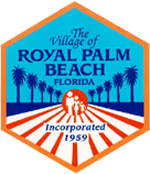 The
Village of
ROYAL PALM
BEACH
FLORIDA
Incorporated
1959